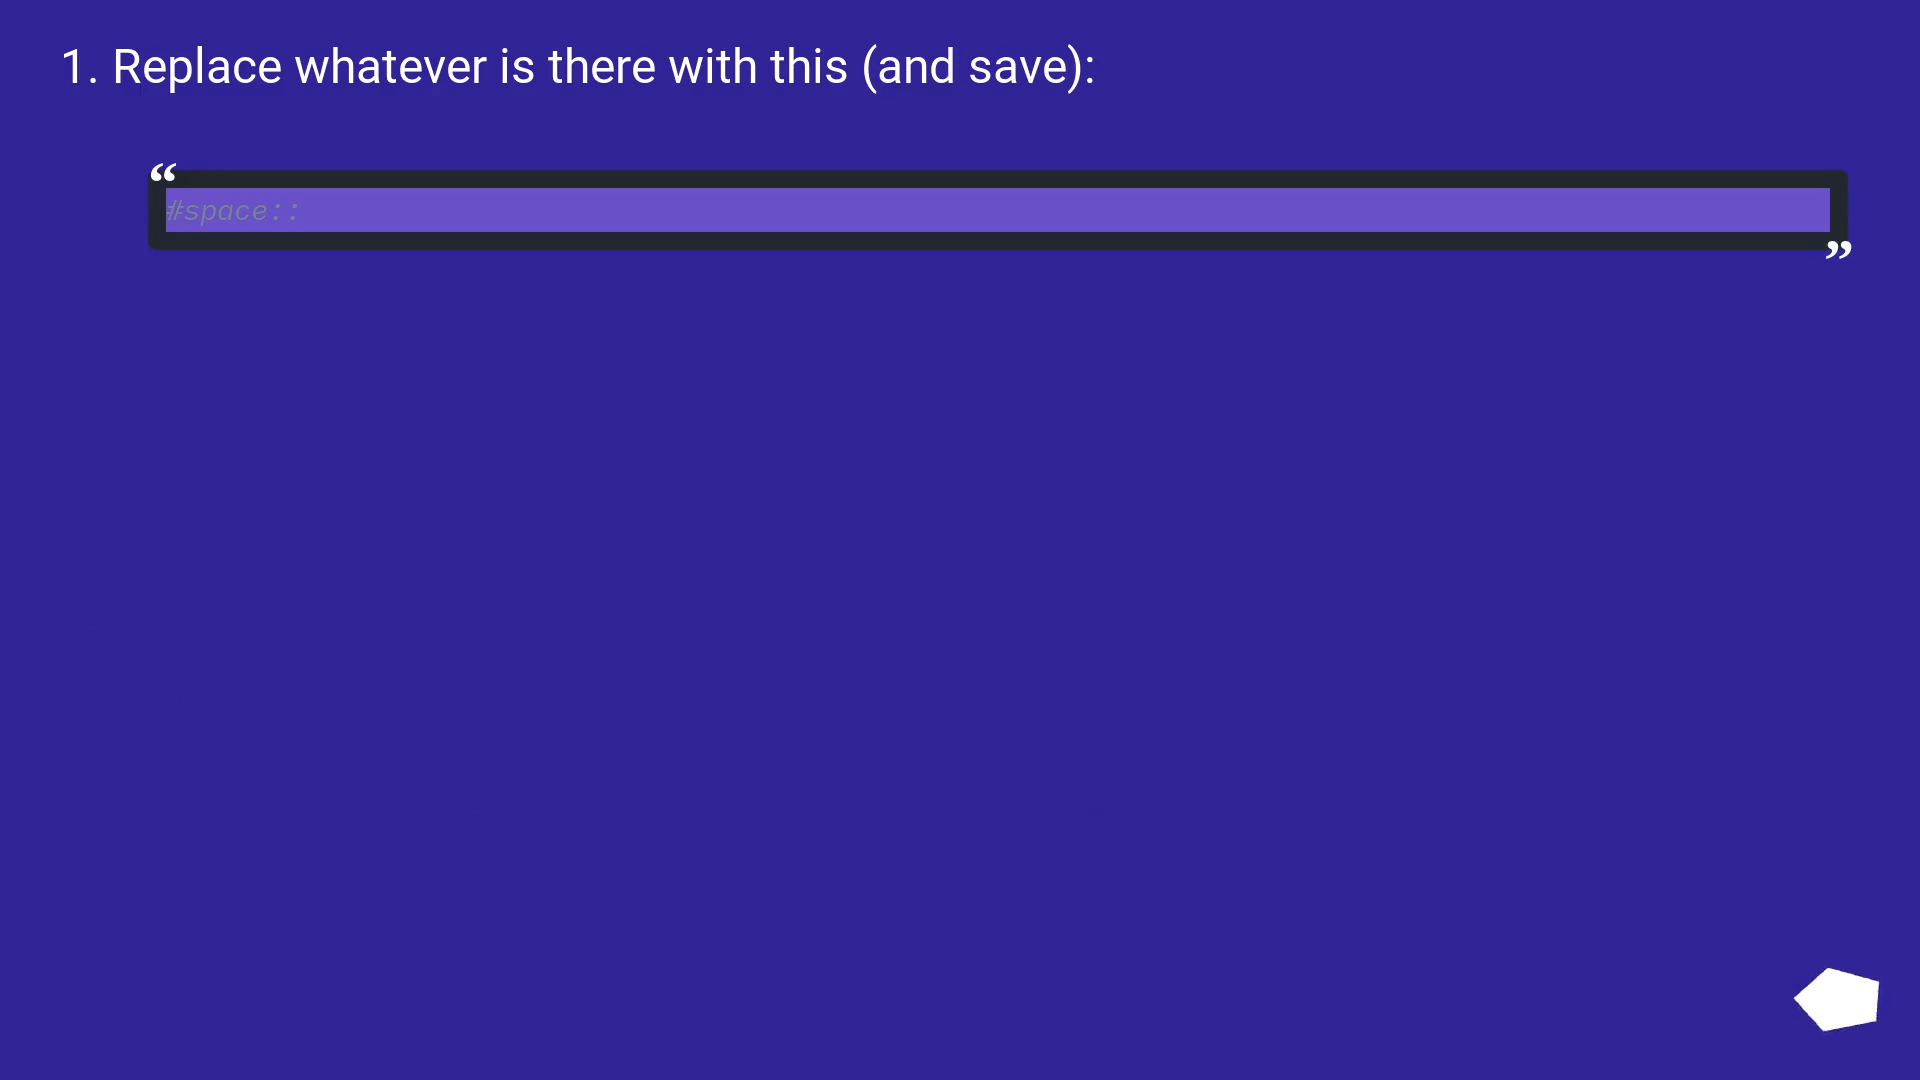 1. Replace whatever is there with this (and save):
“
#space::
”